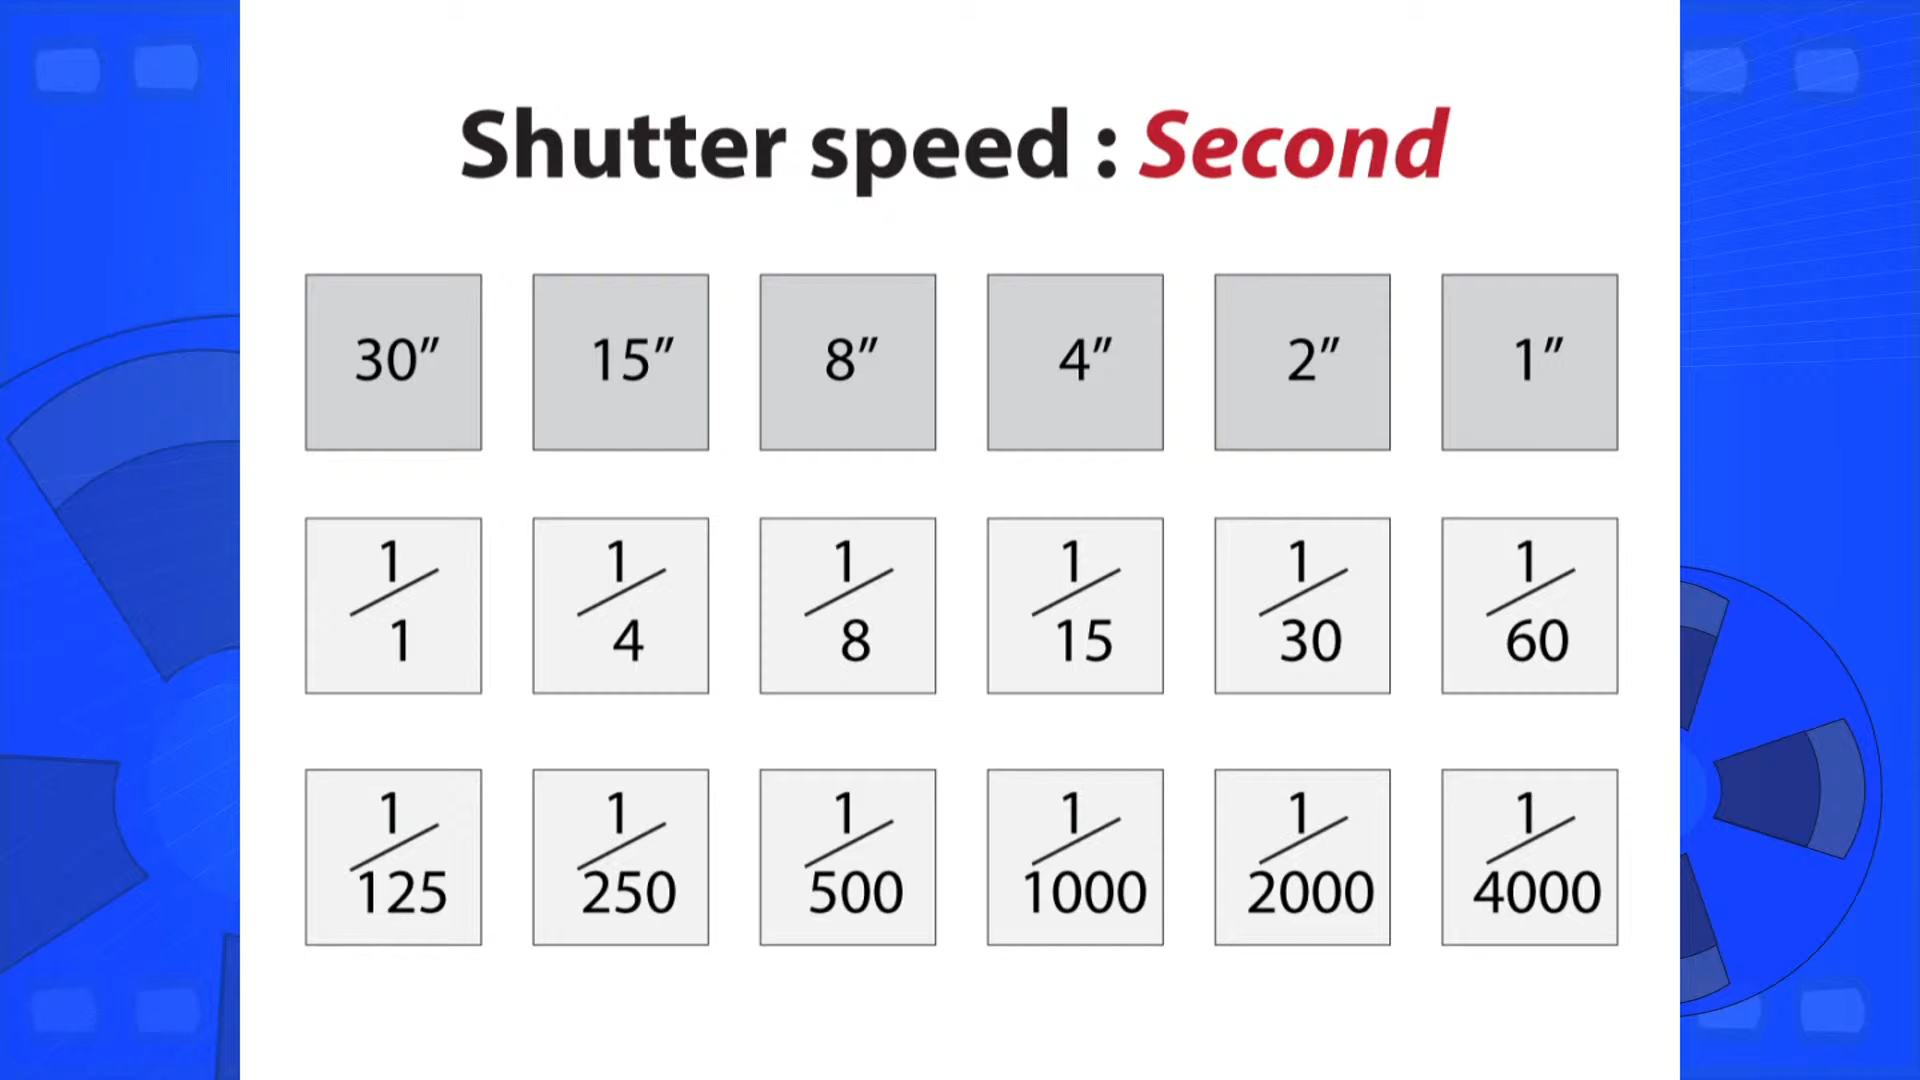 Shutter speed : Second
30” 15” 8” 4” 2” 1”
1/1 1/4 1/8 1/15 1/30 1/60
1/125 1/250 1/500 1/1000 1/2000 1/4000